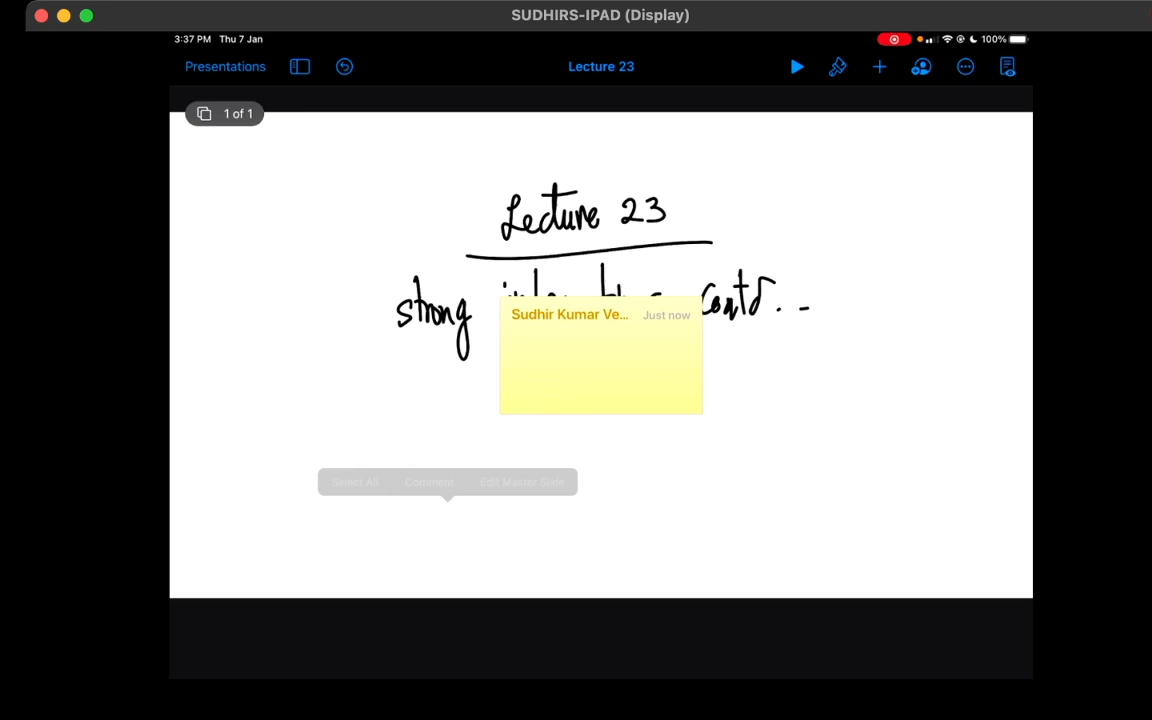 SUDHIRS-IPAD (Display)
3:37 PM Thu 7 Jan
100%
Presentations
Lecture 23
1 of 1
Lecture 23
strong contd . . -
Sudhir Kumar Ve... Just now
Select All Comment Edit Master Slide